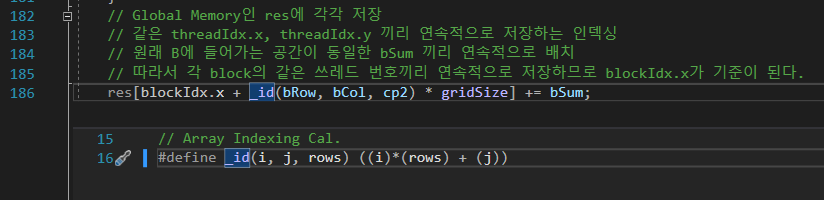 182 // Global Memory인 res에 각각 저장
183 // 같은 threadIdx.x, threadIdx.y 끼리 연속적으로 저장하는 인덱싱
184 // 원래 B에 들어가는 공간이 동일한 bSum 끼리 연속적으로 배치
185 // 따라서 각 block의 같은 쓰레드 번호끼리 연속적으로 저장하므로 blockIdx.x가 기준이 된다.
186 res[blockIdx.x + _id(bRow, bCol, cp2) * gridSize] += bSum;
15 // Array Indexing Cal.
16 #define _id(i, j, rows) ((i)*(rows) + (j))